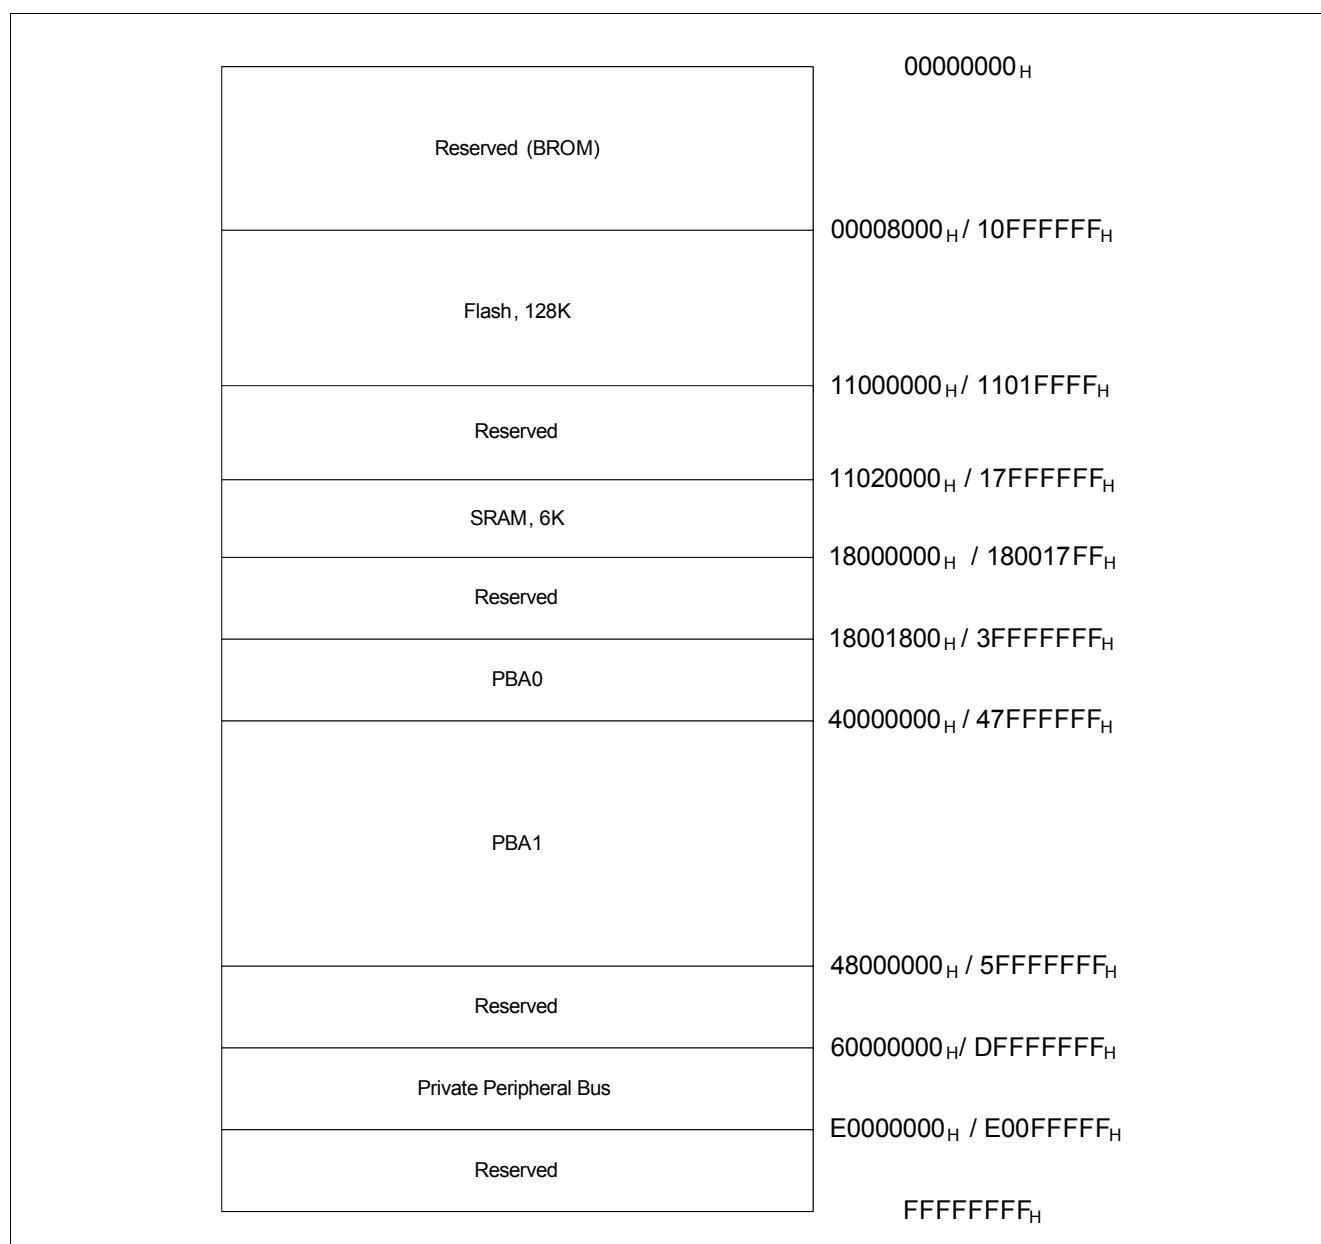 00000000H
Reserved (BROM)
00008000H / 10FFFFFFH
Flash, 128K
11000000H / 1101FFFFH
Reserved
11020000H / 17FFFFFFH
SRAM, 6K
18000000H / 180017FFH
Reserved
18001800H / 3FFFFFFFH
PBA0
40000000H / 47FFFFFFH
PBA1
48000000H / 5FFFFFFFH
Reserved
60000000H/ DFFFFFFFH
Private Peripheral Bus
E0000000H / E00FFFFFH
Reserved
FFFFFFFFH